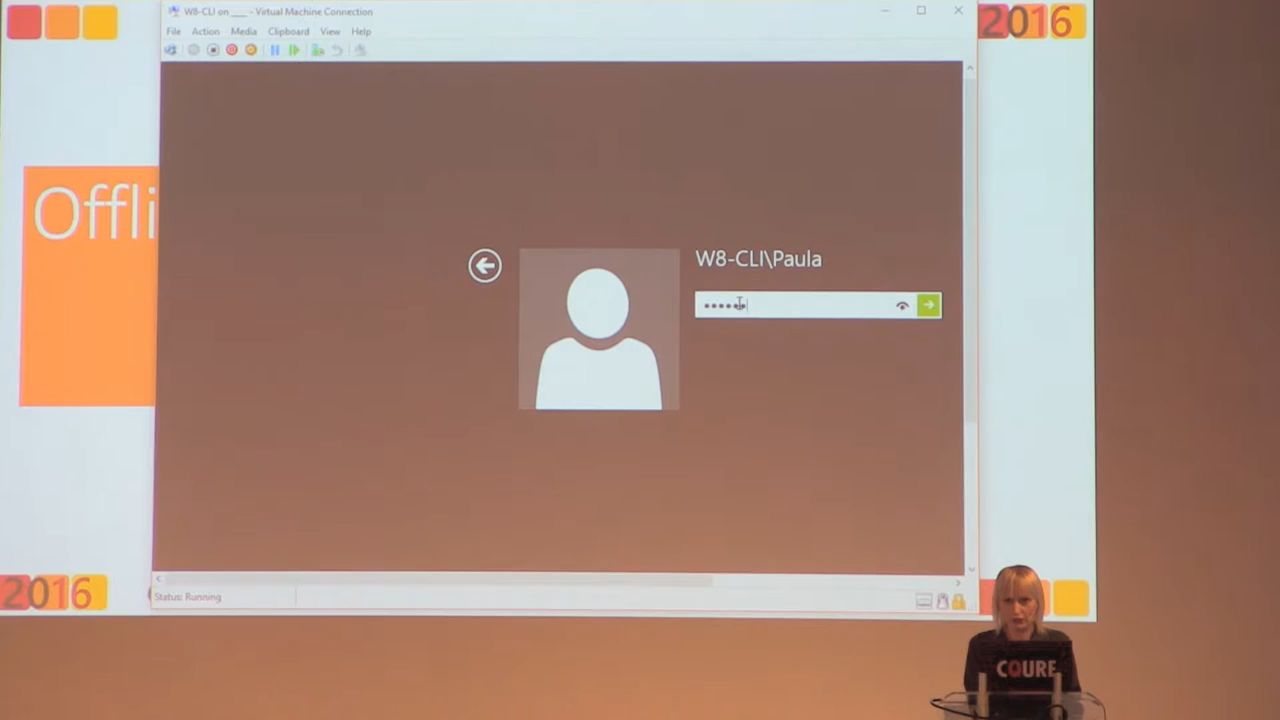 W8-CLI on ___ - Virtual Machine Connection
File Action Media Clipboard View Help
2016
Offli
W8-CLI\Paula
Status: Running
2016
CQURE